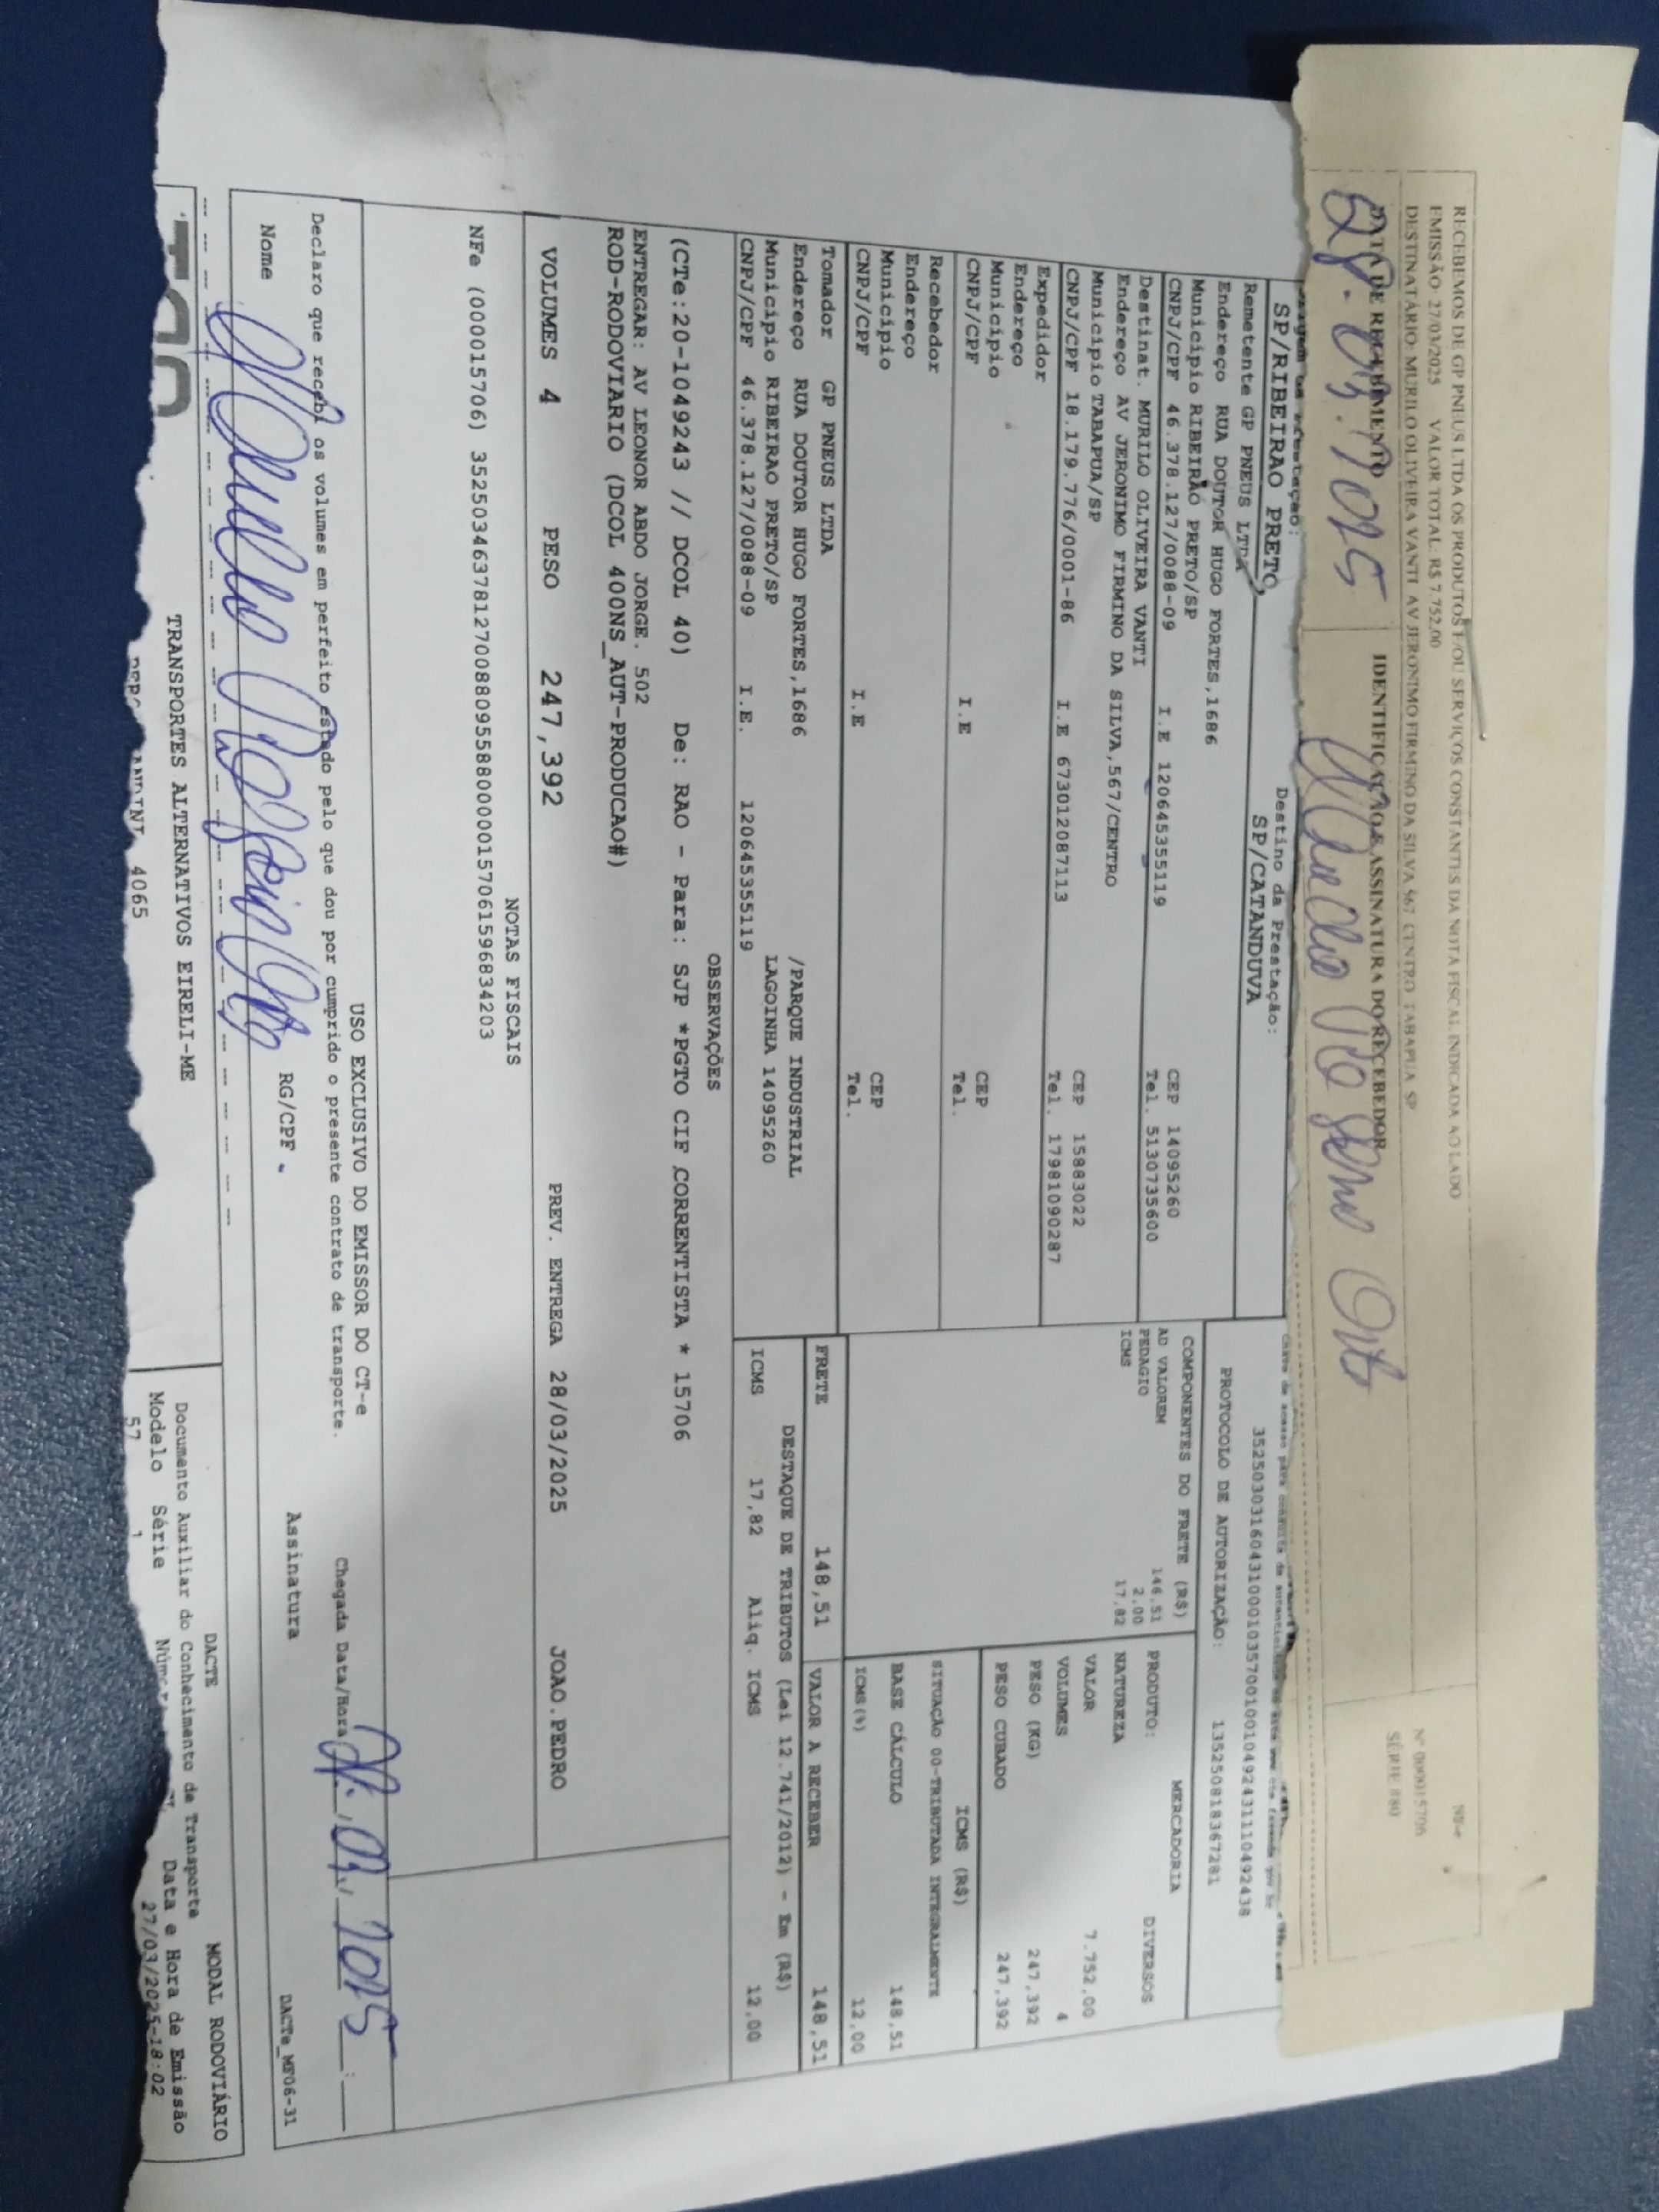 RECEBEMOS DE GP PNEUS LTDA OS PRODUTOS E/OU SERVIÇOS CONSTANTES DA NOTA FISCAL INDICADA AO LADO
EMISSÃO: 27/03/2025 VALOR TOTAL: R$ 7.752,00
DESTINATÁRIO: MURILO OLIVEIRA VANTI AV JERONIMO FIRMINO DA SILVA 567 CENTRO TABAPUA SP
NF-e
Nº 000015706
SÉRIE 880
DATA DE RECEBIMENTO
IDENTIFICAÇÃO E ASSINATURA DO RECEBEDOR
28.03.2025
SP/RIBEIRAO PRETO
Destino da Prestação:
SP/CATANDUVA
Remetente GP PNEUS LTDA
Endereço RUA DOUTOR HUGO FORTES,1686
Municipio RIBEIRÃO PRETO/SP CEP 14095260
CNPJ/CPF 46.378.127/0088-09 I.E 120645355119 Tel. 5130735600
Destinat. MURILO OLIVEIRA VANTI
Endereço AV JERONIMO FIRMINO DA SILVA,567/CENTRO
Municipio TABAPUA/SP CEP 15883022
CNPJ/CPF 18.179.776/0001-86 I.E 673012087113 Tel. 17981090287
Expedidor
Endereço
Município CEP
CNPJ/CPF I.E Tel.
Recebedor
Endereço
Município CEP
CNPJ/CPF I.E Tel.
Tomador GP PNEUS LTDA
Endereço RUA DOUTOR HUGO FORTES,1686 /PARQUE INDUSTRIAL
Municipio RIBEIRAO PRETO/SP LAGOINHA 14095260
CNPJ/CPF 46.378.127/0088-09 I.E. 120645355119
35250303160431000103570010010492431110492438
PROTOCOLO DE AUTORIZAÇÃO: 135250818367281
COMPONENTES DO FRETE (R$)
AD VALOREM 146,51
PEDAGIO 2,00
ICMS 17,82
MERCADORIA
PRODUTO: DIVERSOS
NATUREZA
VALOR 7.752,00
VOLUMES 4
PESO (KG) 247,392
PESO CUBADO 247,392
ICMS (R$)
SITUAÇÃO 00-TRIBUTADA INTEGRALMENTE
BASE CÁLCULO 148,51
ICMS(%) 12,00
FRETE 148,51 VALOR A RECEBER 148,51
DESTAQUE DE TRIBUTOS (Lei 12.741/2012) - Em (R$)
ICMS 17,82 Aliq. ICMS 12,00
OBSERVAÇÕES
(CTe:20-1049243 // DCOL 40) De: RAO - Para: SJP *PGTO CIF CORRENTISTA * 15706
ENTREGAR: AV LEONOR ABDO JORGE. 502
ROD-RODOVIARIO (DCOL 400NS_AUT-PRODUCAO#)
VOLUMES 4 PESO 247,392 PREV. ENTREGA 28/03/2025 JOAO.PEDRO
NOTAS FISCAIS
NFe (000015706) 35250346378127008809558800000157061596834203
USO EXCLUSIVO DO EMISSOR DO CT-e
Declaro que recebi os volumes em perfeito estado pelo que dou por cumprido o presente contrato de transporte.
Chegada Data/Hora 28.03.2025
Nome
RG/CPF
Assinatura
DACTe_MF06-31
TRANSPORTES ALTERNATIVOS EIRELI-ME
4065
DACTE
MODAL RODOVIÁRIO
Documento Auxiliar do Conhecimento de Transporte
Modelo Série Data e Hora de Emissão
57 1 27/03/2025-18:02